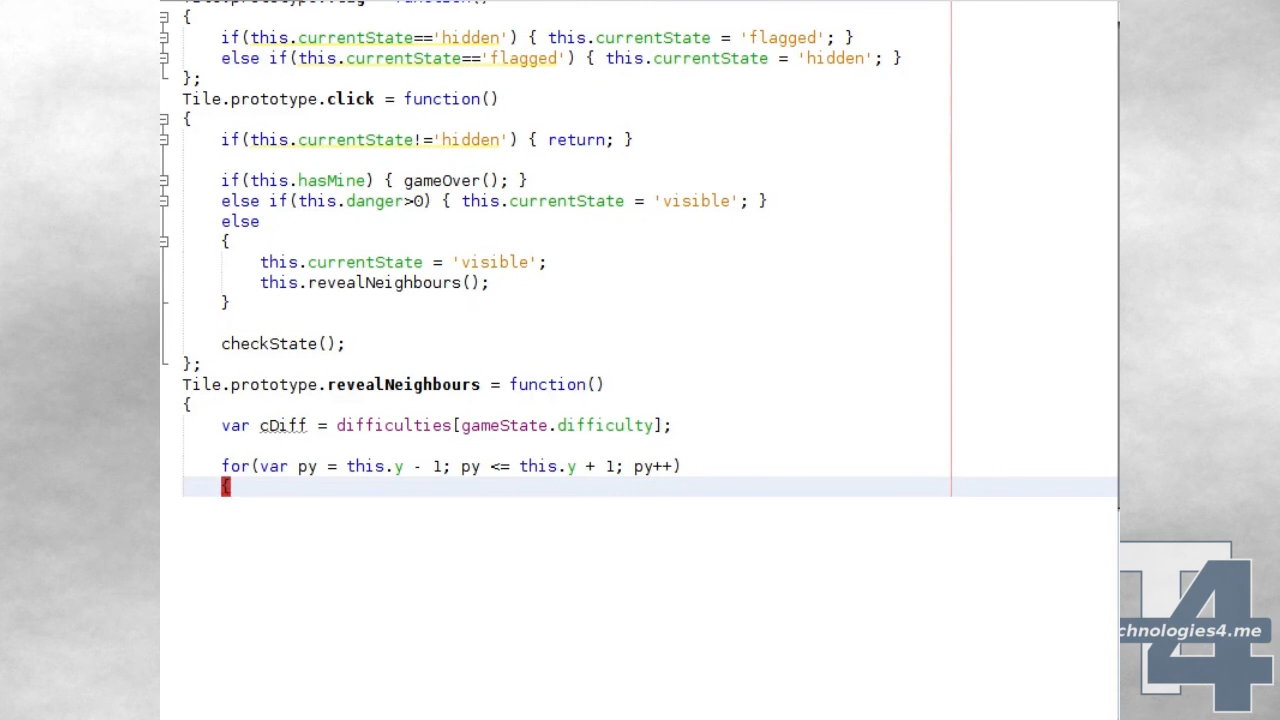 {
if(this.currentState=='hidden') { this.currentState = 'flagged'; }
else if(this.currentState=='flagged') { this.currentState = 'hidden'; }
};
Tile.prototype.click = function()
{
if(this.currentState!='hidden') { return; }
if(this.hasMine) { gameOver(); }
else if(this.danger>0) { this.currentState = 'visible'; }
else
{
this.currentState = 'visible';
this.revealNeighbours();
}
checkState();
};
Tile.prototype.revealNeighbours = function()
{
var cDiff = difficulties[gameState.difficulty];
for(var py = this.y - 1; py <= this.y + 1; py++)
{
T4
chnologies4.me